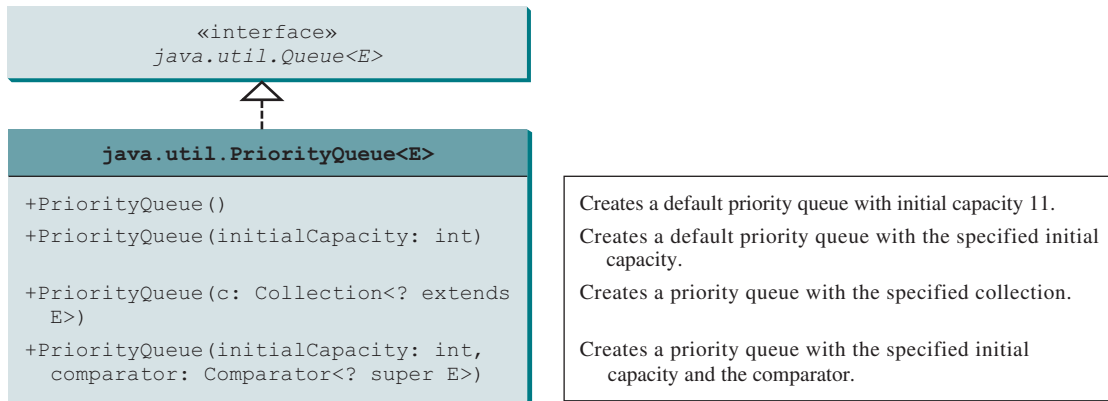 «interface»
java.util.Queue<E>
java.util.PriorityQueue<E>
+PriorityQueue()
+PriorityQueue(initialCapacity: int)
+PriorityQueue(c: Collection<? extends
E>)
+PriorityQueue(initialCapacity: int,
comparator: Comparator<? super E>)
Creates a default priority queue with initial capacity 11.
Creates a default priority queue with the specified initial
capacity.
Creates a priority queue with the specified collection.
Creates a priority queue with the specified initial
capacity and the comparator.